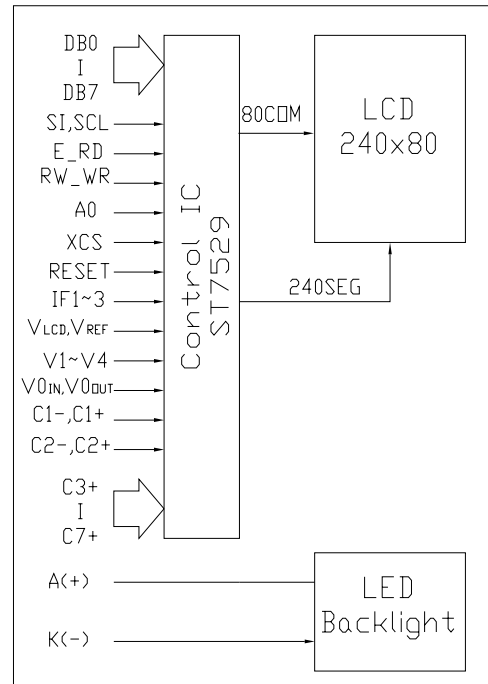 DB0
I
DB7
SI,SCL
E_RD
RW_WR
A0
XCS
RESET
IF1~3
VLCD,VREF
V1~V4
V0IN,V0OUT
C1-,C1+
C2-,C2+
C3+
I
C7+
A(+)
K(-)
Control IC
ST7529
80COM
240SEG
LCD
240x80
LED
Backlight